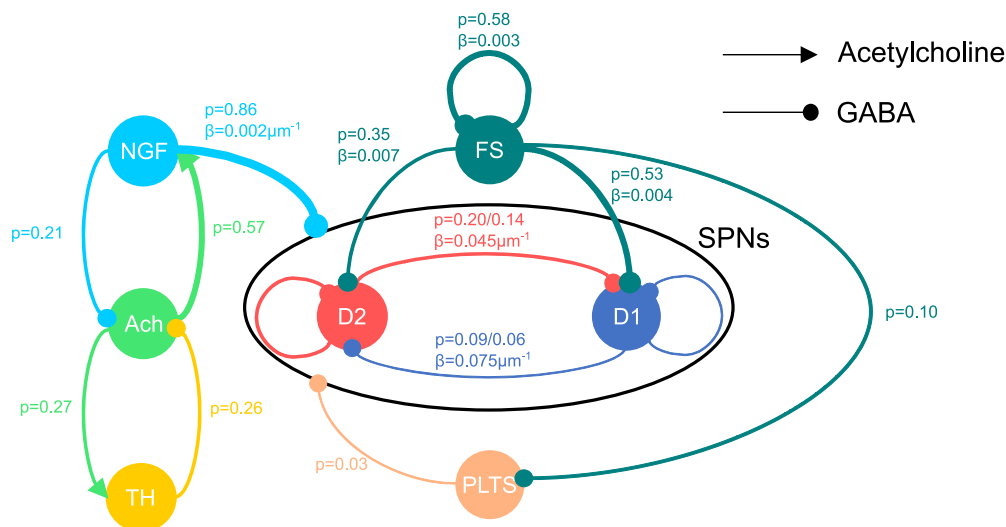 p=0.58
β=0.003
Acetylcholine
GABA
p=0.86
β=0.002µm⁻¹
NGF
p=0.35
β=0.007
FS
p=0.53
β=0.004
p=0.21
p=0.57
p=0.20/0.14
β=0.045µm⁻¹
SPNs
Ach
D2
D1
p=0.10
p=0.09/0.06
β=0.075µm⁻¹
p=0.27
p=0.26
p=0.03
TH
PLTS